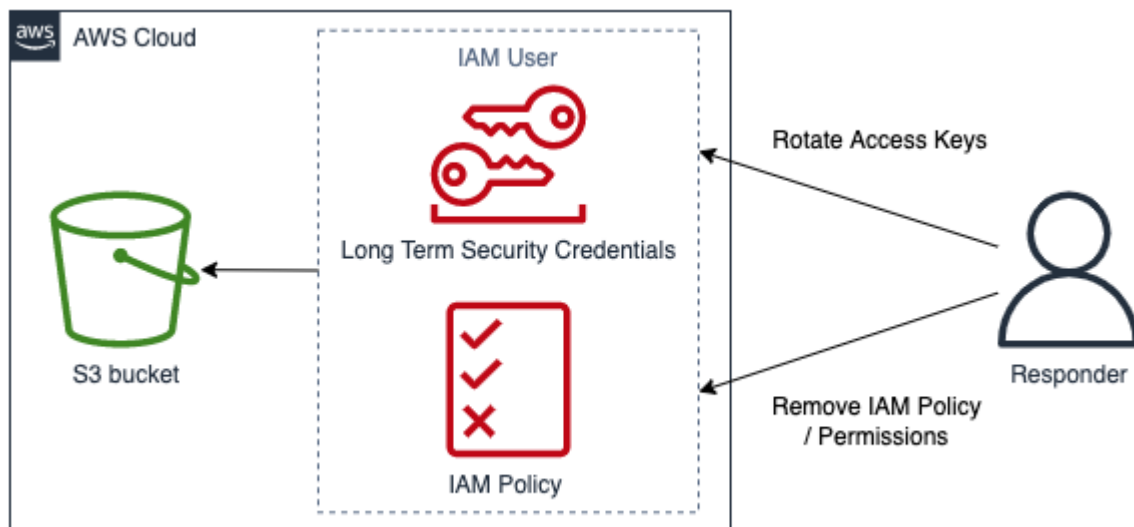 aws
AWS Cloud
IAM User
Rotate Access Keys
Long Term Security Credentials
S3 bucket
Responder
Remove IAM Policy
/ Permissions
IAM Policy